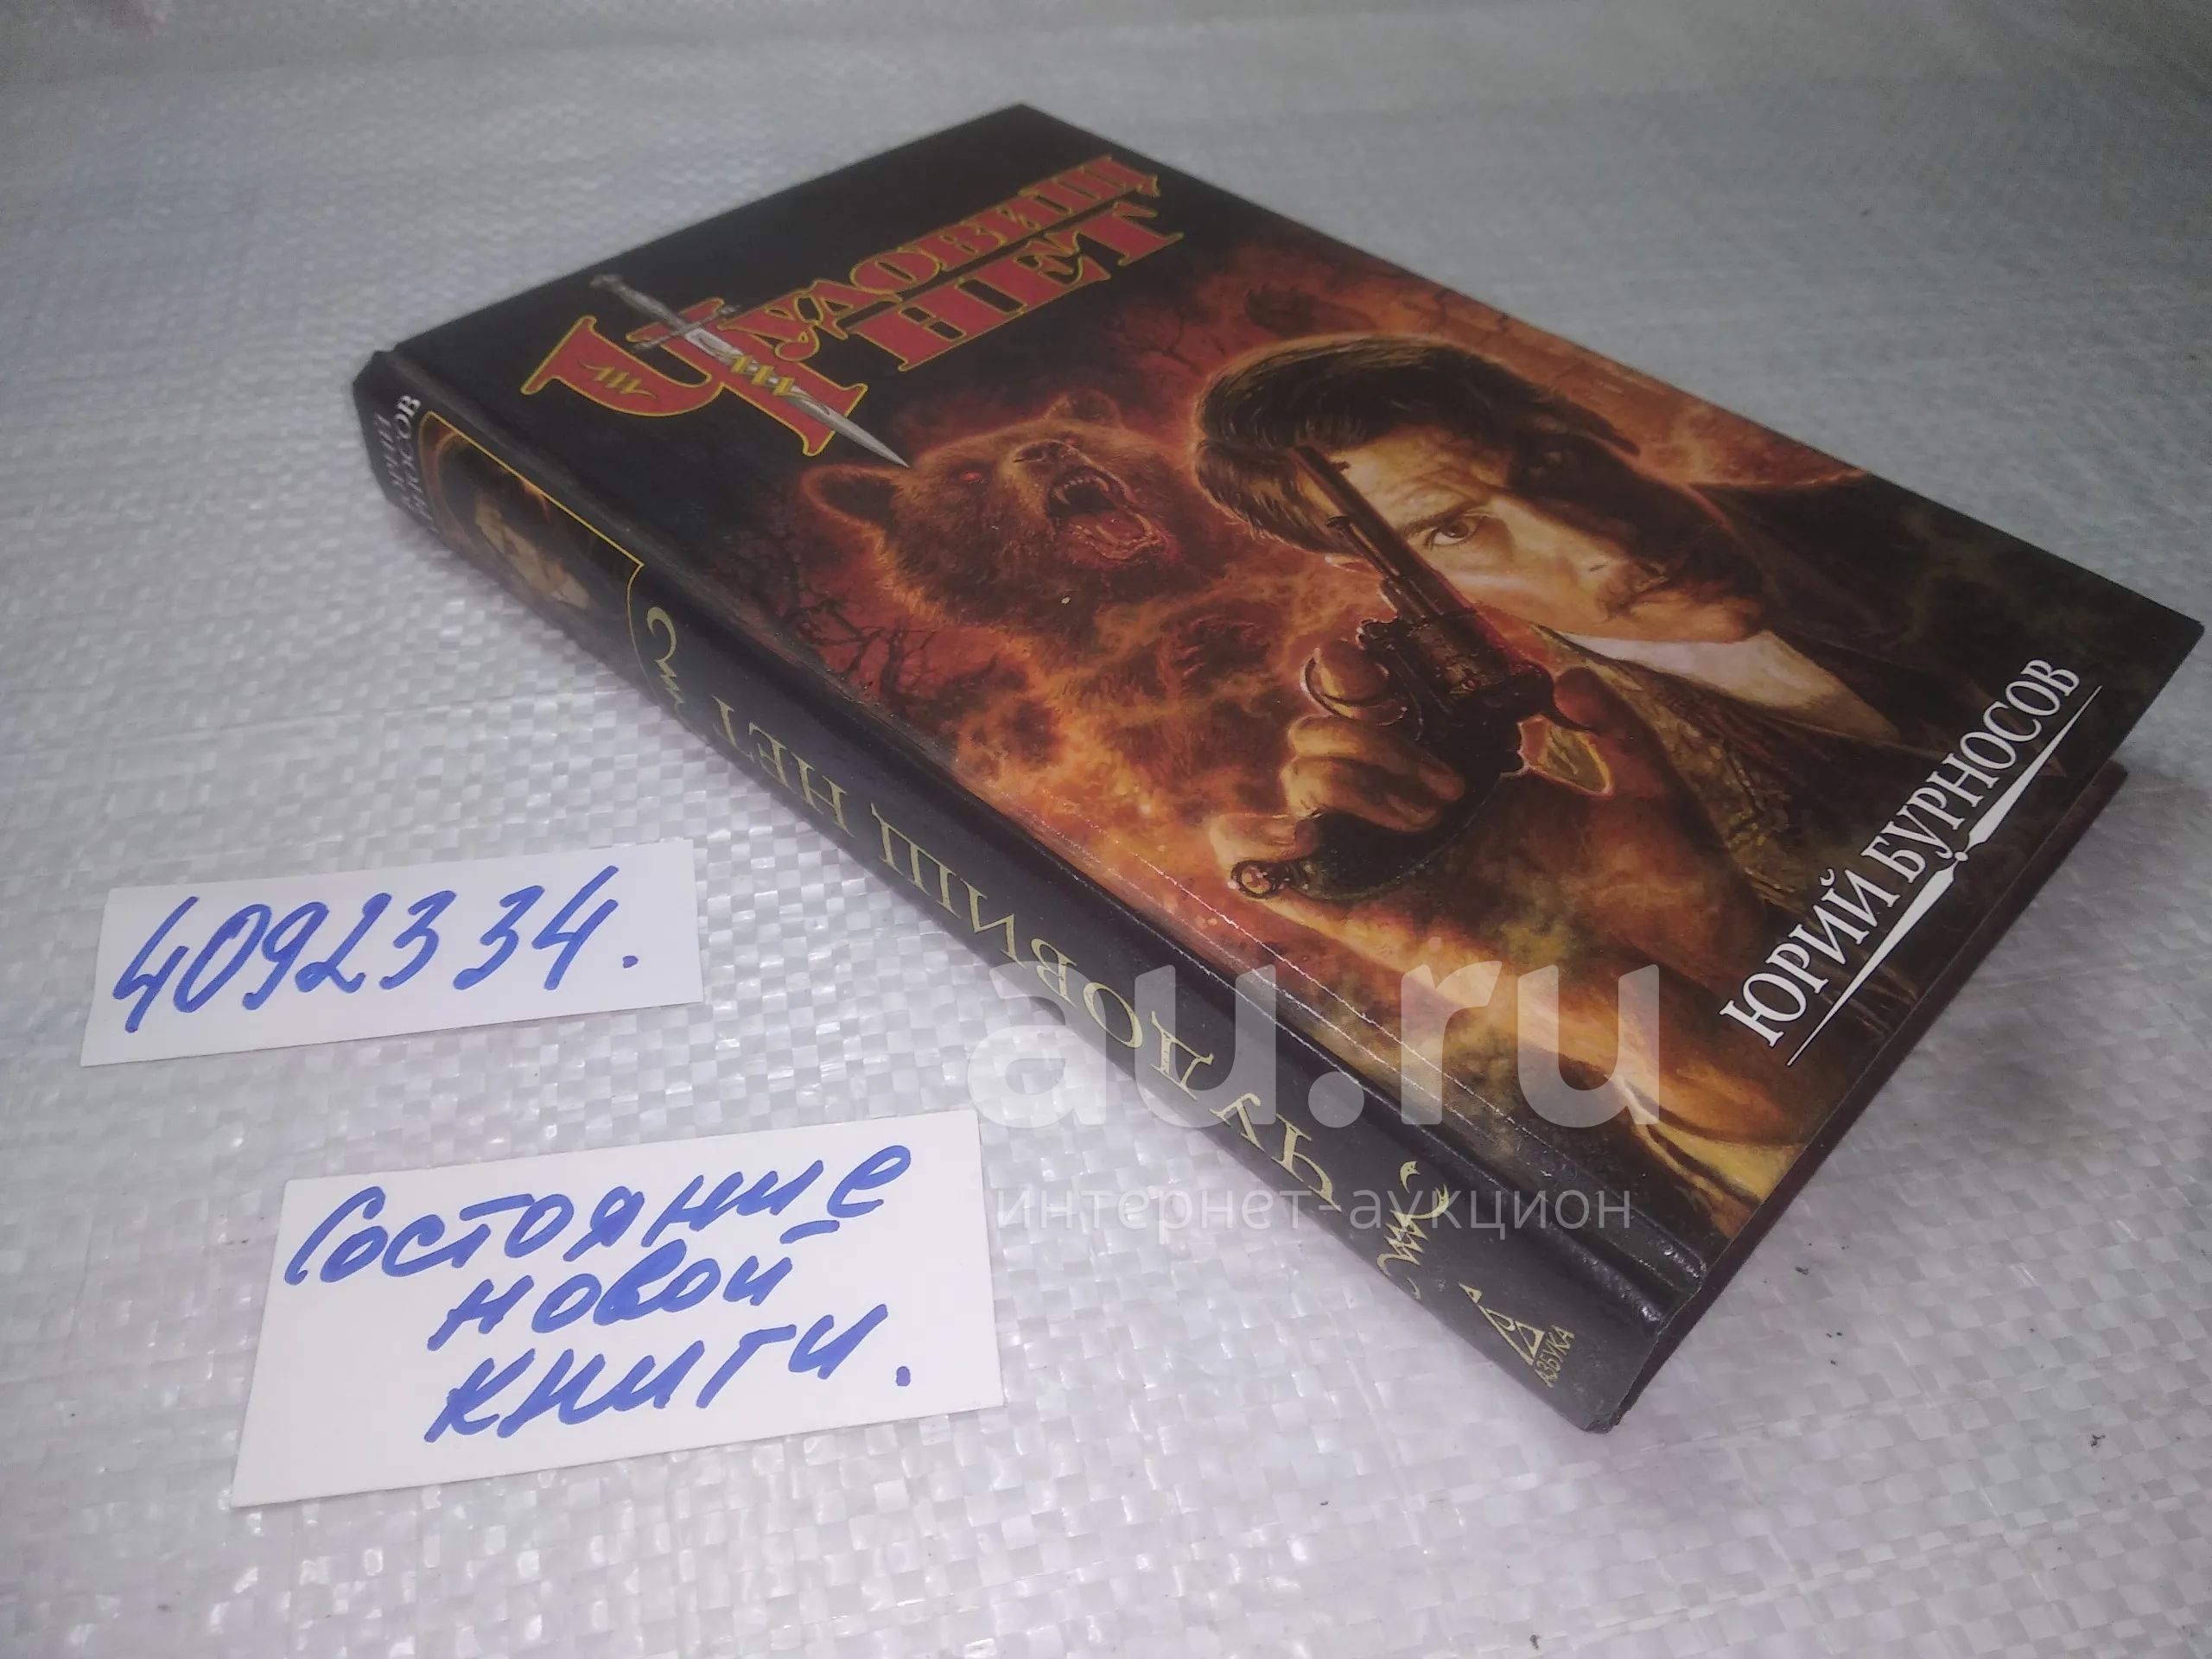 ЧУДОВИЩ
НЕТ
ЮРИЙ БУРНОСОВ
ЮРИЙ
БУРНОСОВ
ЧУДОВИЩ НЕТ
АЗБУКА
4092334.
Состояние
новой
книги.
au.ru
интернет-аукцион